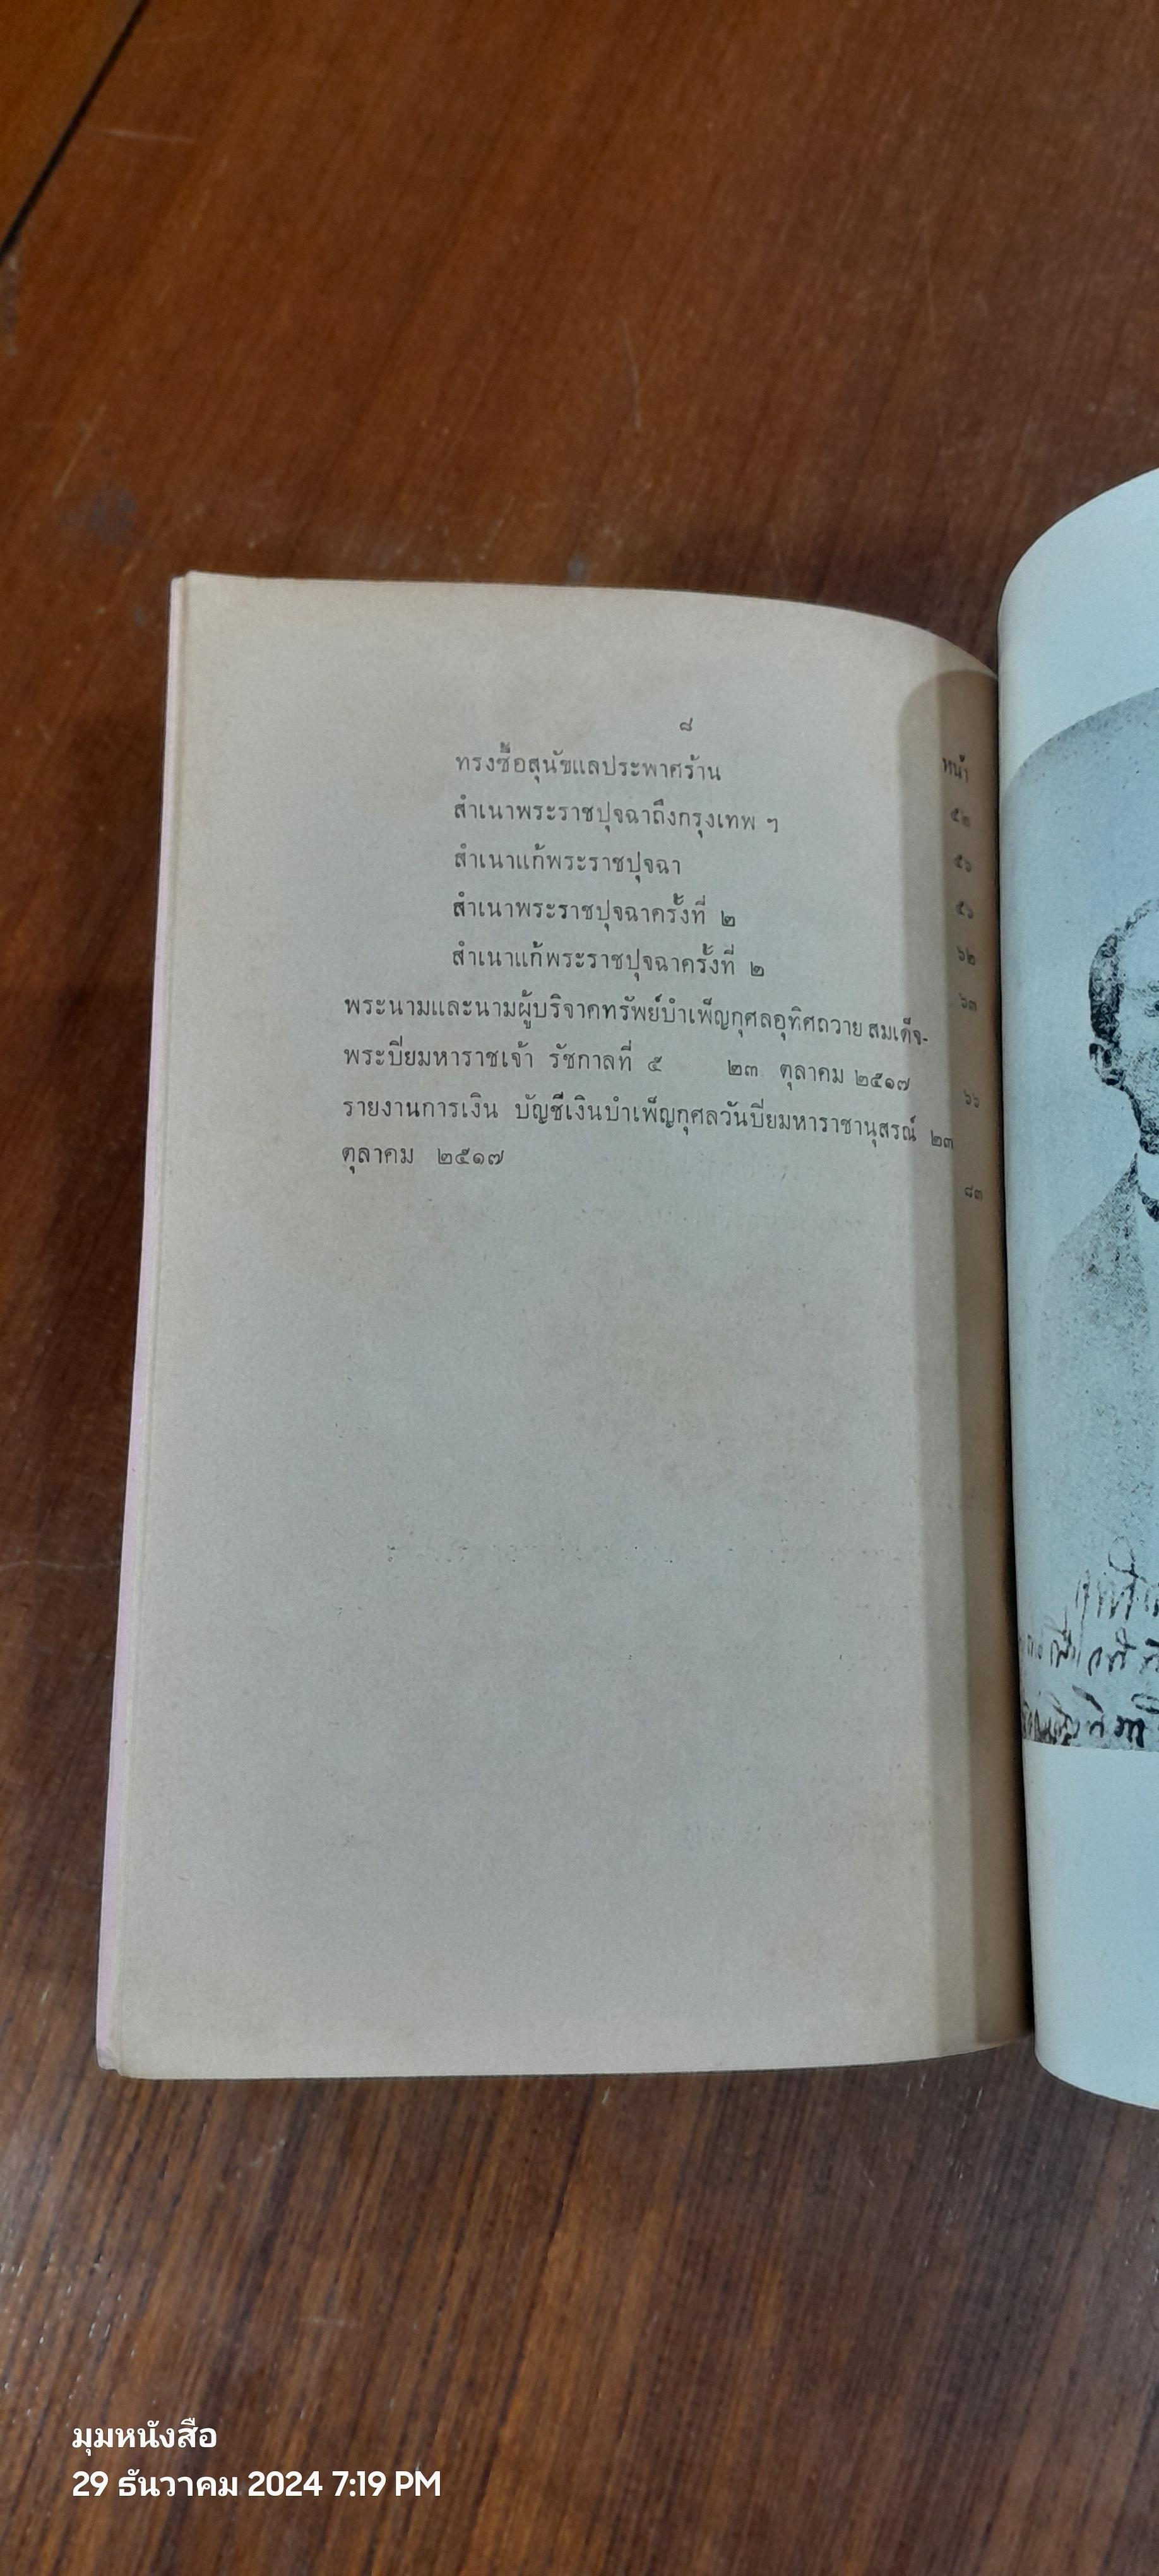 ๘
หน้า
ทรงซื้อสุนัขแลประพาศร้าน ๕๒
สำเนาพระราชปุจฉาถึงกรุงเทพ ๆ ๕๖
สำเนาแก้พระราชปุจฉา ๕๖
สำเนาพระราชปุจฉาครั้งที่ ๒ ๖๒
สำเนาแก้พระราชปุจฉาครั้งที่ ๒ ๖๓
พระนามและนามผู้บริจาคทรัพย์บำเพ็ญกุศลอุทิศถวาย สมเด็จ-
พระปิยมหาราชเจ้า รัชกาลที่ ๕ ๒๓ ตุลาคม ๒๕๑๗ ๖๖
รายงานการเงิน บัญชีเงินบำเพ็ญกุศลวันปิยมหาราชานุสรณ์ ๒๓
ตุลาคม ๒๕๑๗ ๘๓
มุมหนังสือ
29 ธันวาคม 2024 7:19 PM